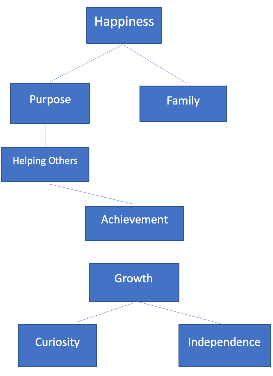 Happiness
Purpose
Family
Helping Others
Achievement
Growth
Curiosity
Independence